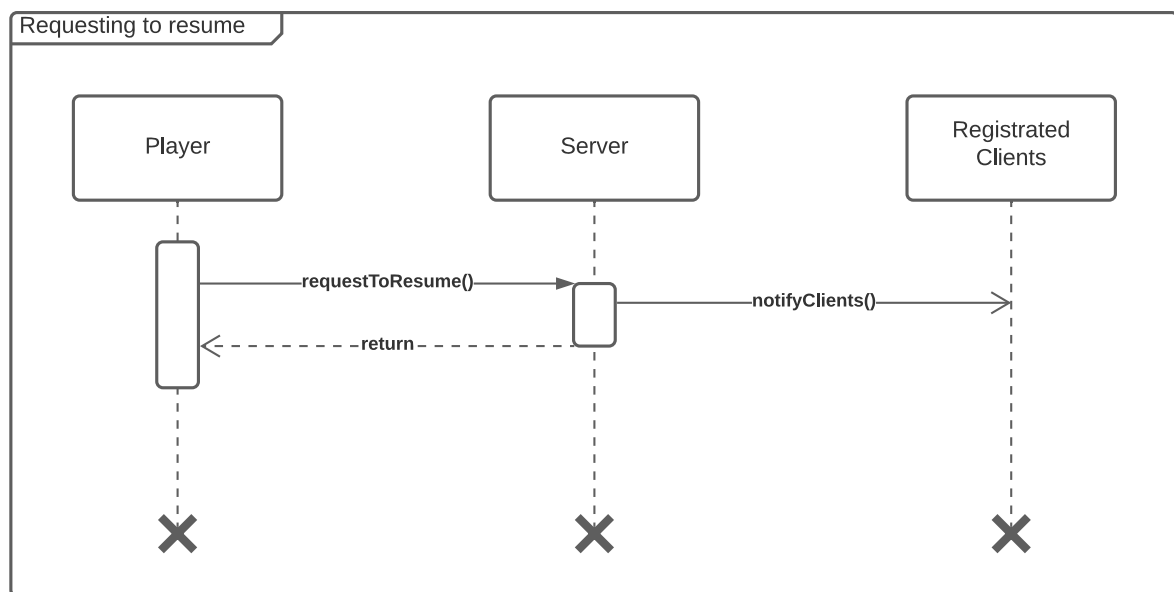 Requesting to resume
Player
Server
Registrated
Clients
requestToResume()
notifyClients()
return